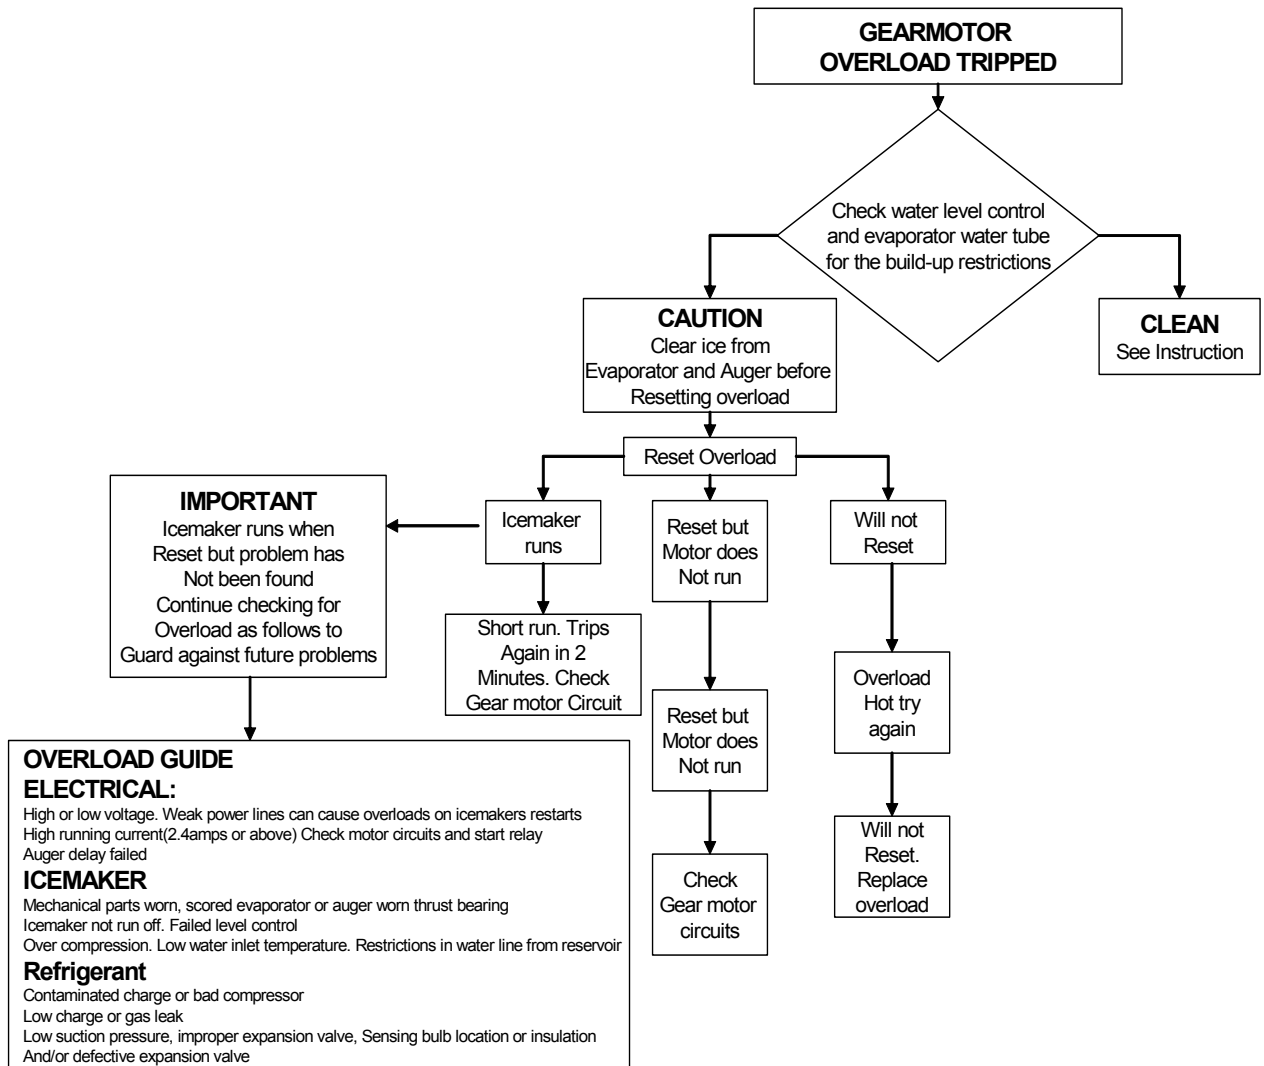 GEARMOTOR
OVERLOAD TRIPPED
Check water level control
and evaporator water tube
for the build-up restrictions
CAUTION
Clear ice from
Evaporator and Auger before
Resetting overload
CLEAN
See Instruction
Reset Overload
IMPORTANT
Icemaker runs when
Reset but problem has
Not been found
Continue checking for
Overload as follows to
Guard against future problems
Icemaker
runs
Reset but
Motor does
Not run
Will not
Reset
Short run. Trips
Again in 2
Minutes. Check
Gear motor Circuit
Reset but
Motor does
Not run
Overload
Hot try
again
Check
Gear motor
circuits
Will not
Reset.
Replace
overload
OVERLOAD GUIDE
ELECTRICAL:
High or low voltage. Weak power lines can cause overloads on icemakers restarts
High running current(2.4amps or above) Check motor circuits and start relay
Auger delay failed
ICEMAKER
Mechanical parts worn, scored evaporator or auger worn thrust bearing
Icemaker not run off. Failed level control
Over compression. Low water inlet temperature. Restrictions in water line from reservoir
Refrigerant
Contaminated charge or bad compressor
Low charge or gas leak
Low suction pressure, improper expansion valve, Sensing bulb location or insulation
And/or defective expansion valve